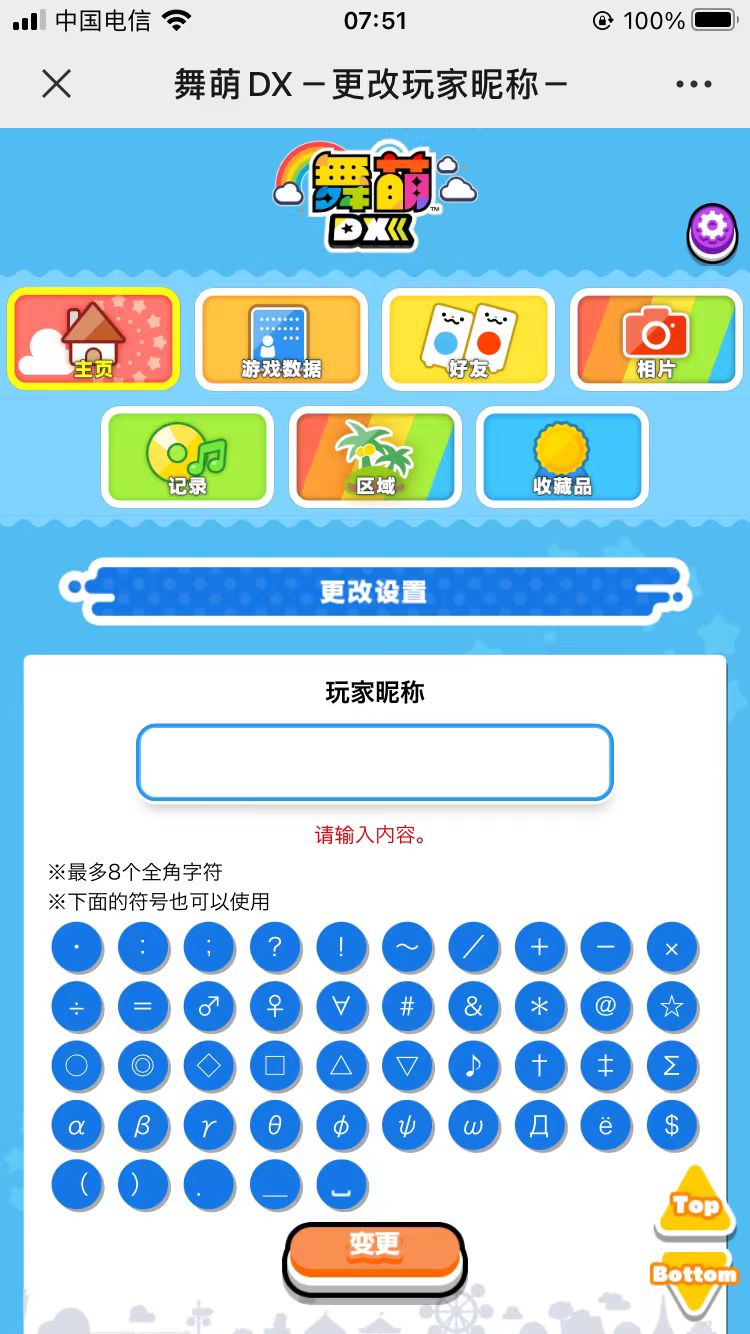 中国电信 07:51 100%
舞萌DX－更改玩家昵称－
舞萌
DX
™
主页 游戏数据 好友 相片
记录 区域 收藏品
更改设置
玩家昵称
请输入内容。
※最多8个全角字符
※下面的符号也可以使用
· ： ； ？ ！ ～ ／ ＋ － ×
÷ ＝ ♂ ♀ ∀ ＃ ＆ ＊ ＠ ☆
○ ◎ ◇ □ △ ▽ ♪ † ‡ Σ
α β γ θ φ ψ ω Д ё ＄
（ ） ． ＿ ␣
变更
Top
Bottom